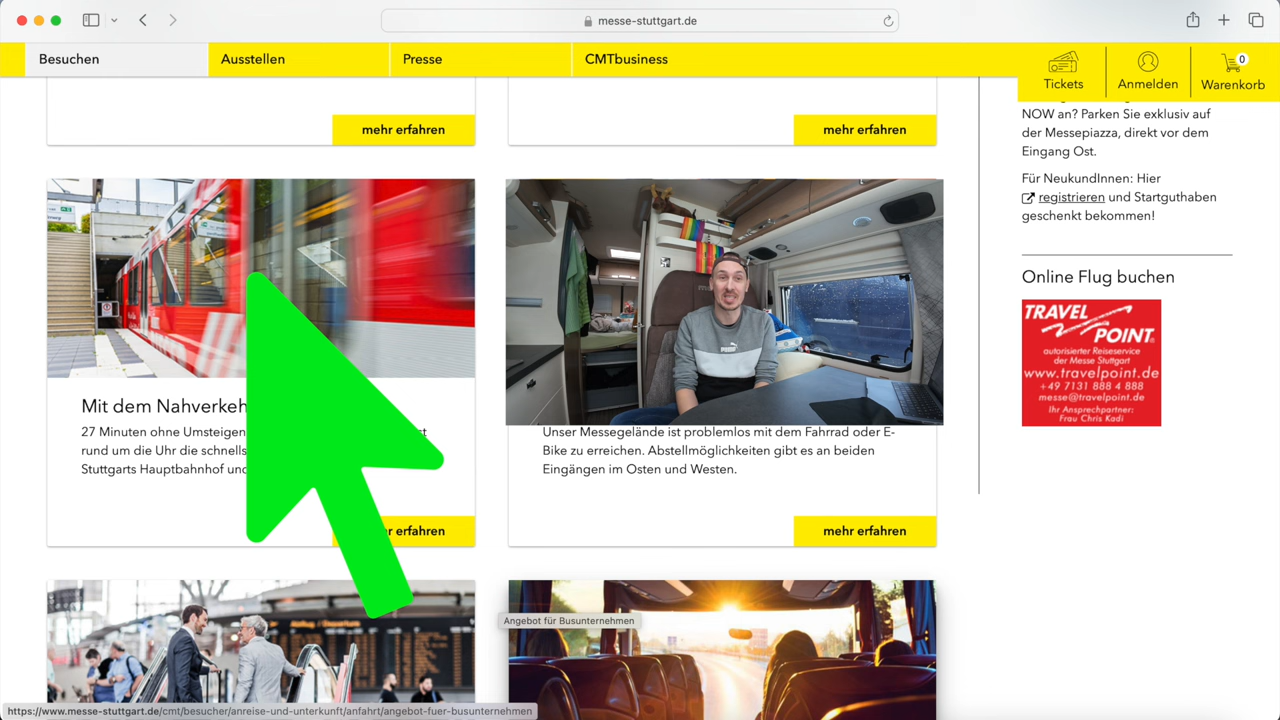 messe-stuttgart.de
Besuchen
Ausstellen
Presse
CMTbusiness
Tickets
Anmelden
0
Warenkorb
mehr erfahren
mehr erfahren
NOW an? Parken Sie exklusiv auf
der Messepiazza, direkt vor dem
Eingang Ost.
Für NeukundInnen: Hier
registrieren und Startguthaben
geschenkt bekommen!
Online Flug buchen
TRAVEL
POINT
autorisierter Reiseservice
der Messe Stuttgart
www.travelpoint.de
+49 7131 888 4 888
messe@travelpoint.de
Ihr Ansprechpartner:
Frau Chris Kadi
Mit dem
27 Minuten ohne Umsteigen
rund um die Uhr die
Stuttgarts Hauptbahnhof
erfahren
Unser Messegelände ist problemlos mit dem Fahrrad oder E-
Bike zu erreichen. Abstellmöglichkeiten gibt es an beiden
Eingängen im Osten und Westen.
mehr erfahren
Angebot für Busunternehmen
https://www.messe-stuttgart.de/cmt/besucher/anreise-und-unterkunft/anfahrt/angebot-fuer-busunternehmen